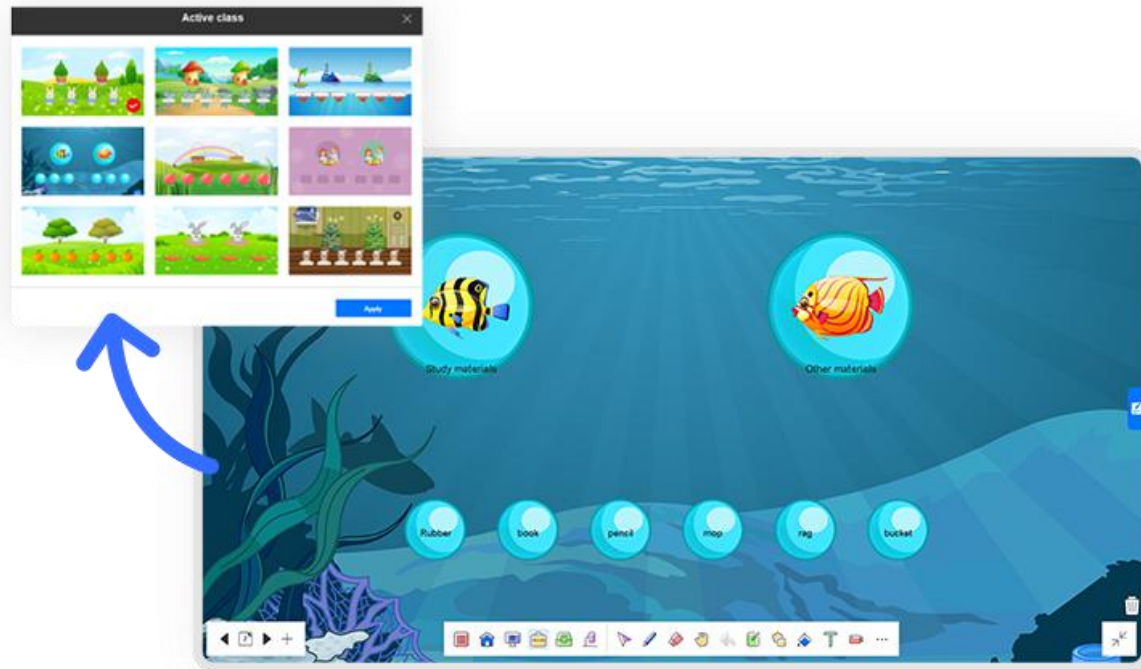 Active class
Apply
Study materials
Other materials
Rubber
book
pencil
mop
rag
bucket